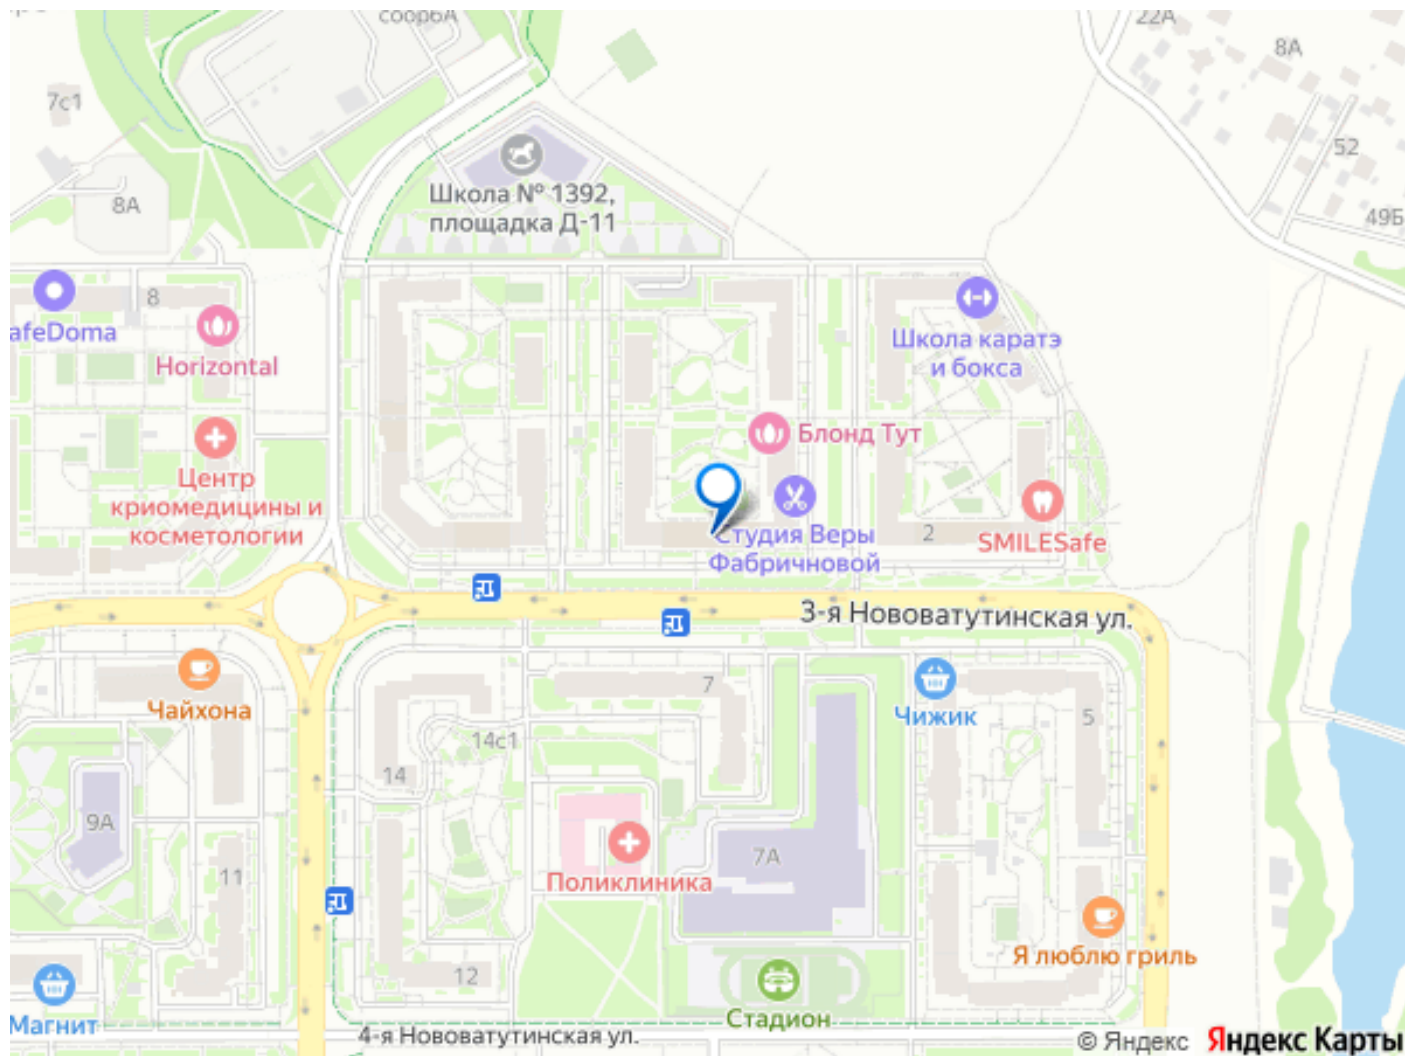 соор6А
22А
8А
7с1
52
Школа № 1392,
площадка Д-11
8А
49Б
8
afeDoma
Horizontal
Школа каратэ
и бокса
Блонд Тут
Центр
криомедицины и
косметологии
Студия Веры
Фабричновой
2
SMILESafe
3-я Нововатутинская ул.
Чайхона
7
Чижик
5
14с1
14
9А
7А
11
Поликлиника
Я люблю гриль
12
Магнит
Стадион
4-я Нововатутинская ул.
© Яндекс Яндекс Карты